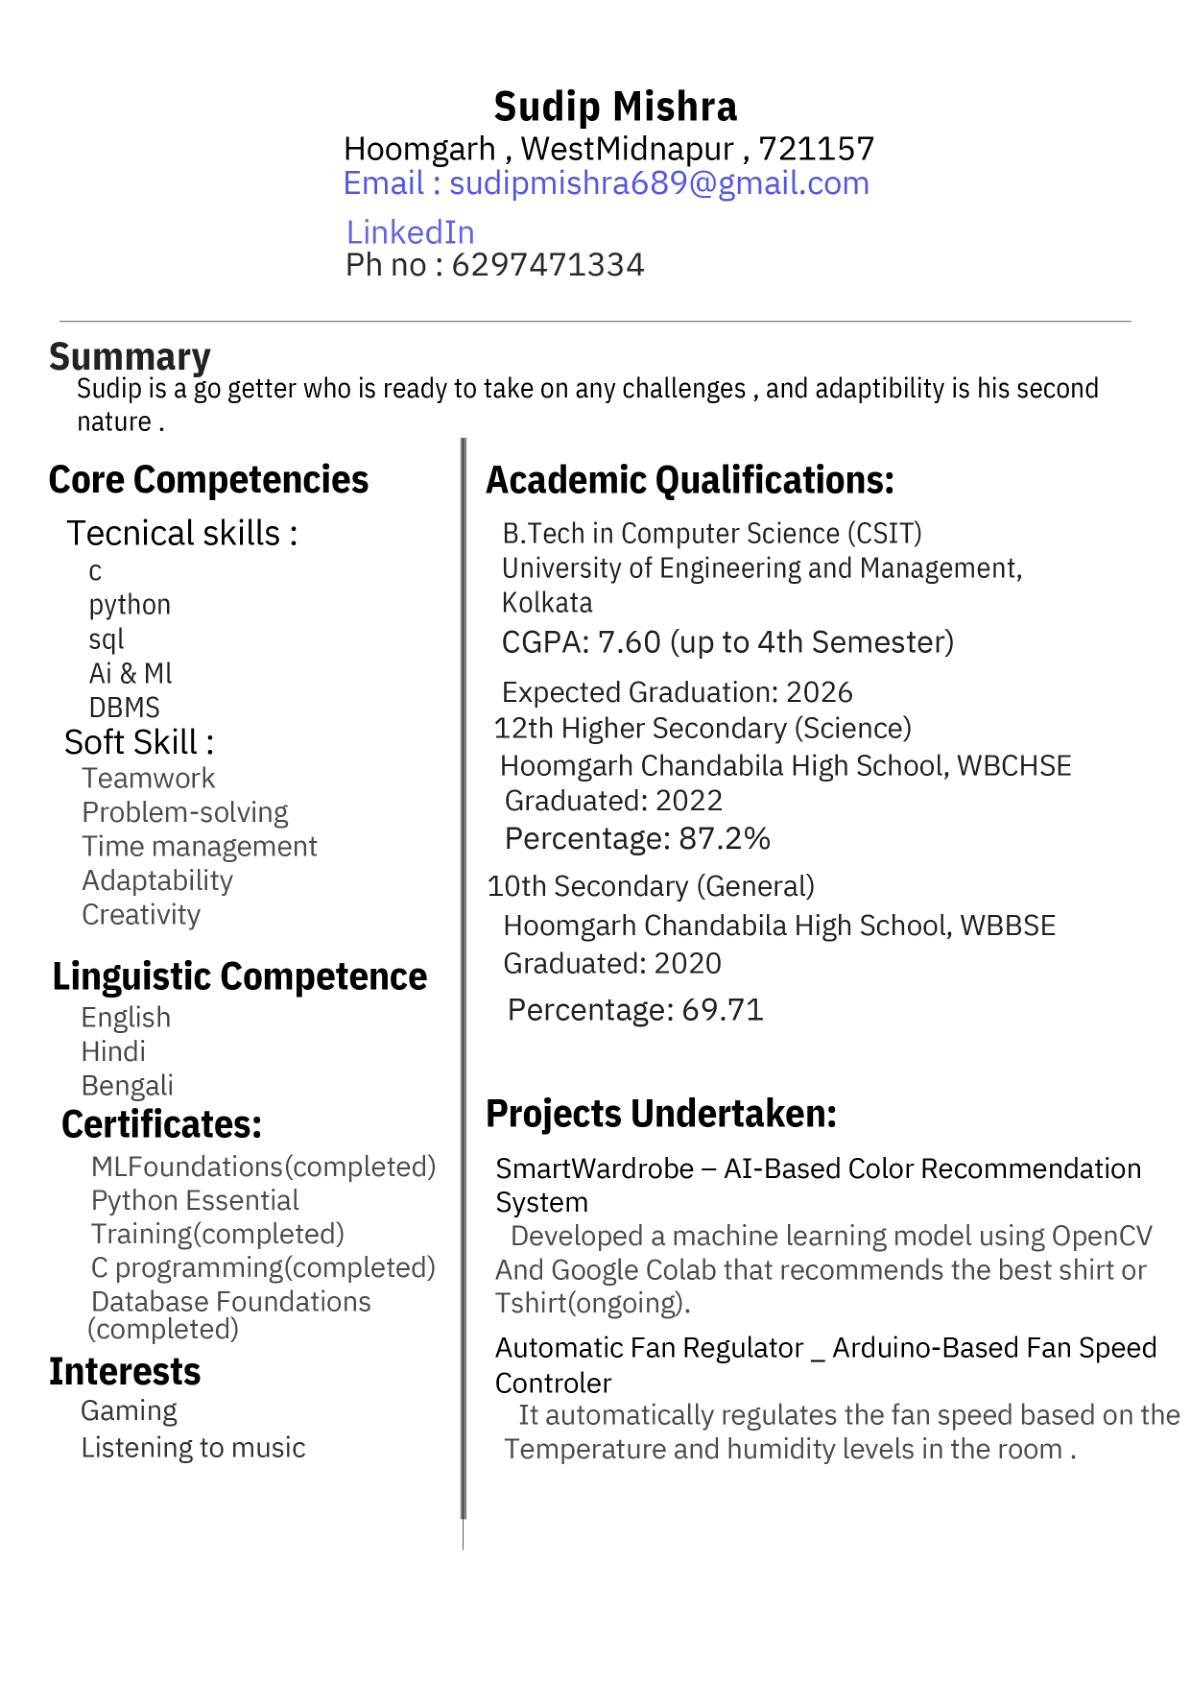 Sudip Mishra
Hoomgarh , WestMidnapur , 721157
Email : sudipmishra689@gmail.com
LinkedIn
Ph no : 6297471334
Summary
Sudip is a go getter who is ready to take on any challenges , and adaptibility is his second
nature .
Core Competencies
Tecnical skills :
c
python
sql
Ai & Ml
DBMS
Soft Skill :
Teamwork
Problem-solving
Time management
Adaptability
Creativity
Linguistic Competence
English
Hindi
Bengali
Certificates:
MLFoundations(completed)
Python Essential
Training(completed)
C programming(completed)
Database Foundations
(completed)
Interests
Gaming
Listening to music
Academic Qualifications:
B.Tech in Computer Science (CSIT)
University of Engineering and Management,
Kolkata
CGPA: 7.60 (up to 4th Semester)
Expected Graduation: 2026
12th Higher Secondary (Science)
Hoomgarh Chandabila High School, WBCHSE
Graduated: 2022
Percentage: 87.2%
10th Secondary (General)
Hoomgarh Chandabila High School, WBBSE
Graduated: 2020
Percentage: 69.71
Projects Undertaken:
SmartWardrobe – AI-Based Color Recommendation
System
Developed a machine learning model using OpenCV
And Google Colab that recommends the best shirt or
Tshirt(ongoing).
Automatic Fan Regulator _ Arduino-Based Fan Speed
Controler
It automatically regulates the fan speed based on the
Temperature and humidity levels in the room .